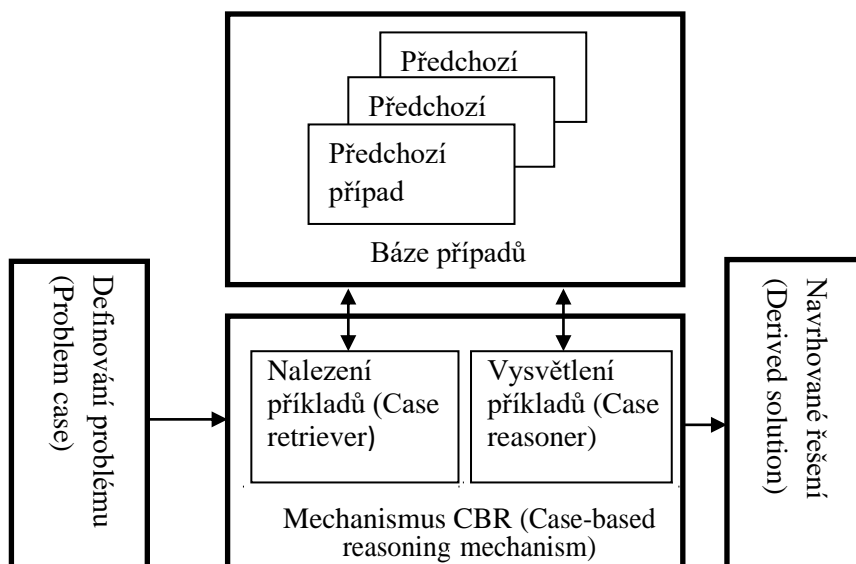 Předchozí
Předchozí
Předchozí
případ
Báze případů
Definování problému
(Problem case)
Nalezení
příkladů (Case
retriever)
Vysvětlení
příkladů (Case
reasoner)
Mechanismus CBR (Case-based
reasoning mechanism)
Navrhované řešení
(Derived solution)